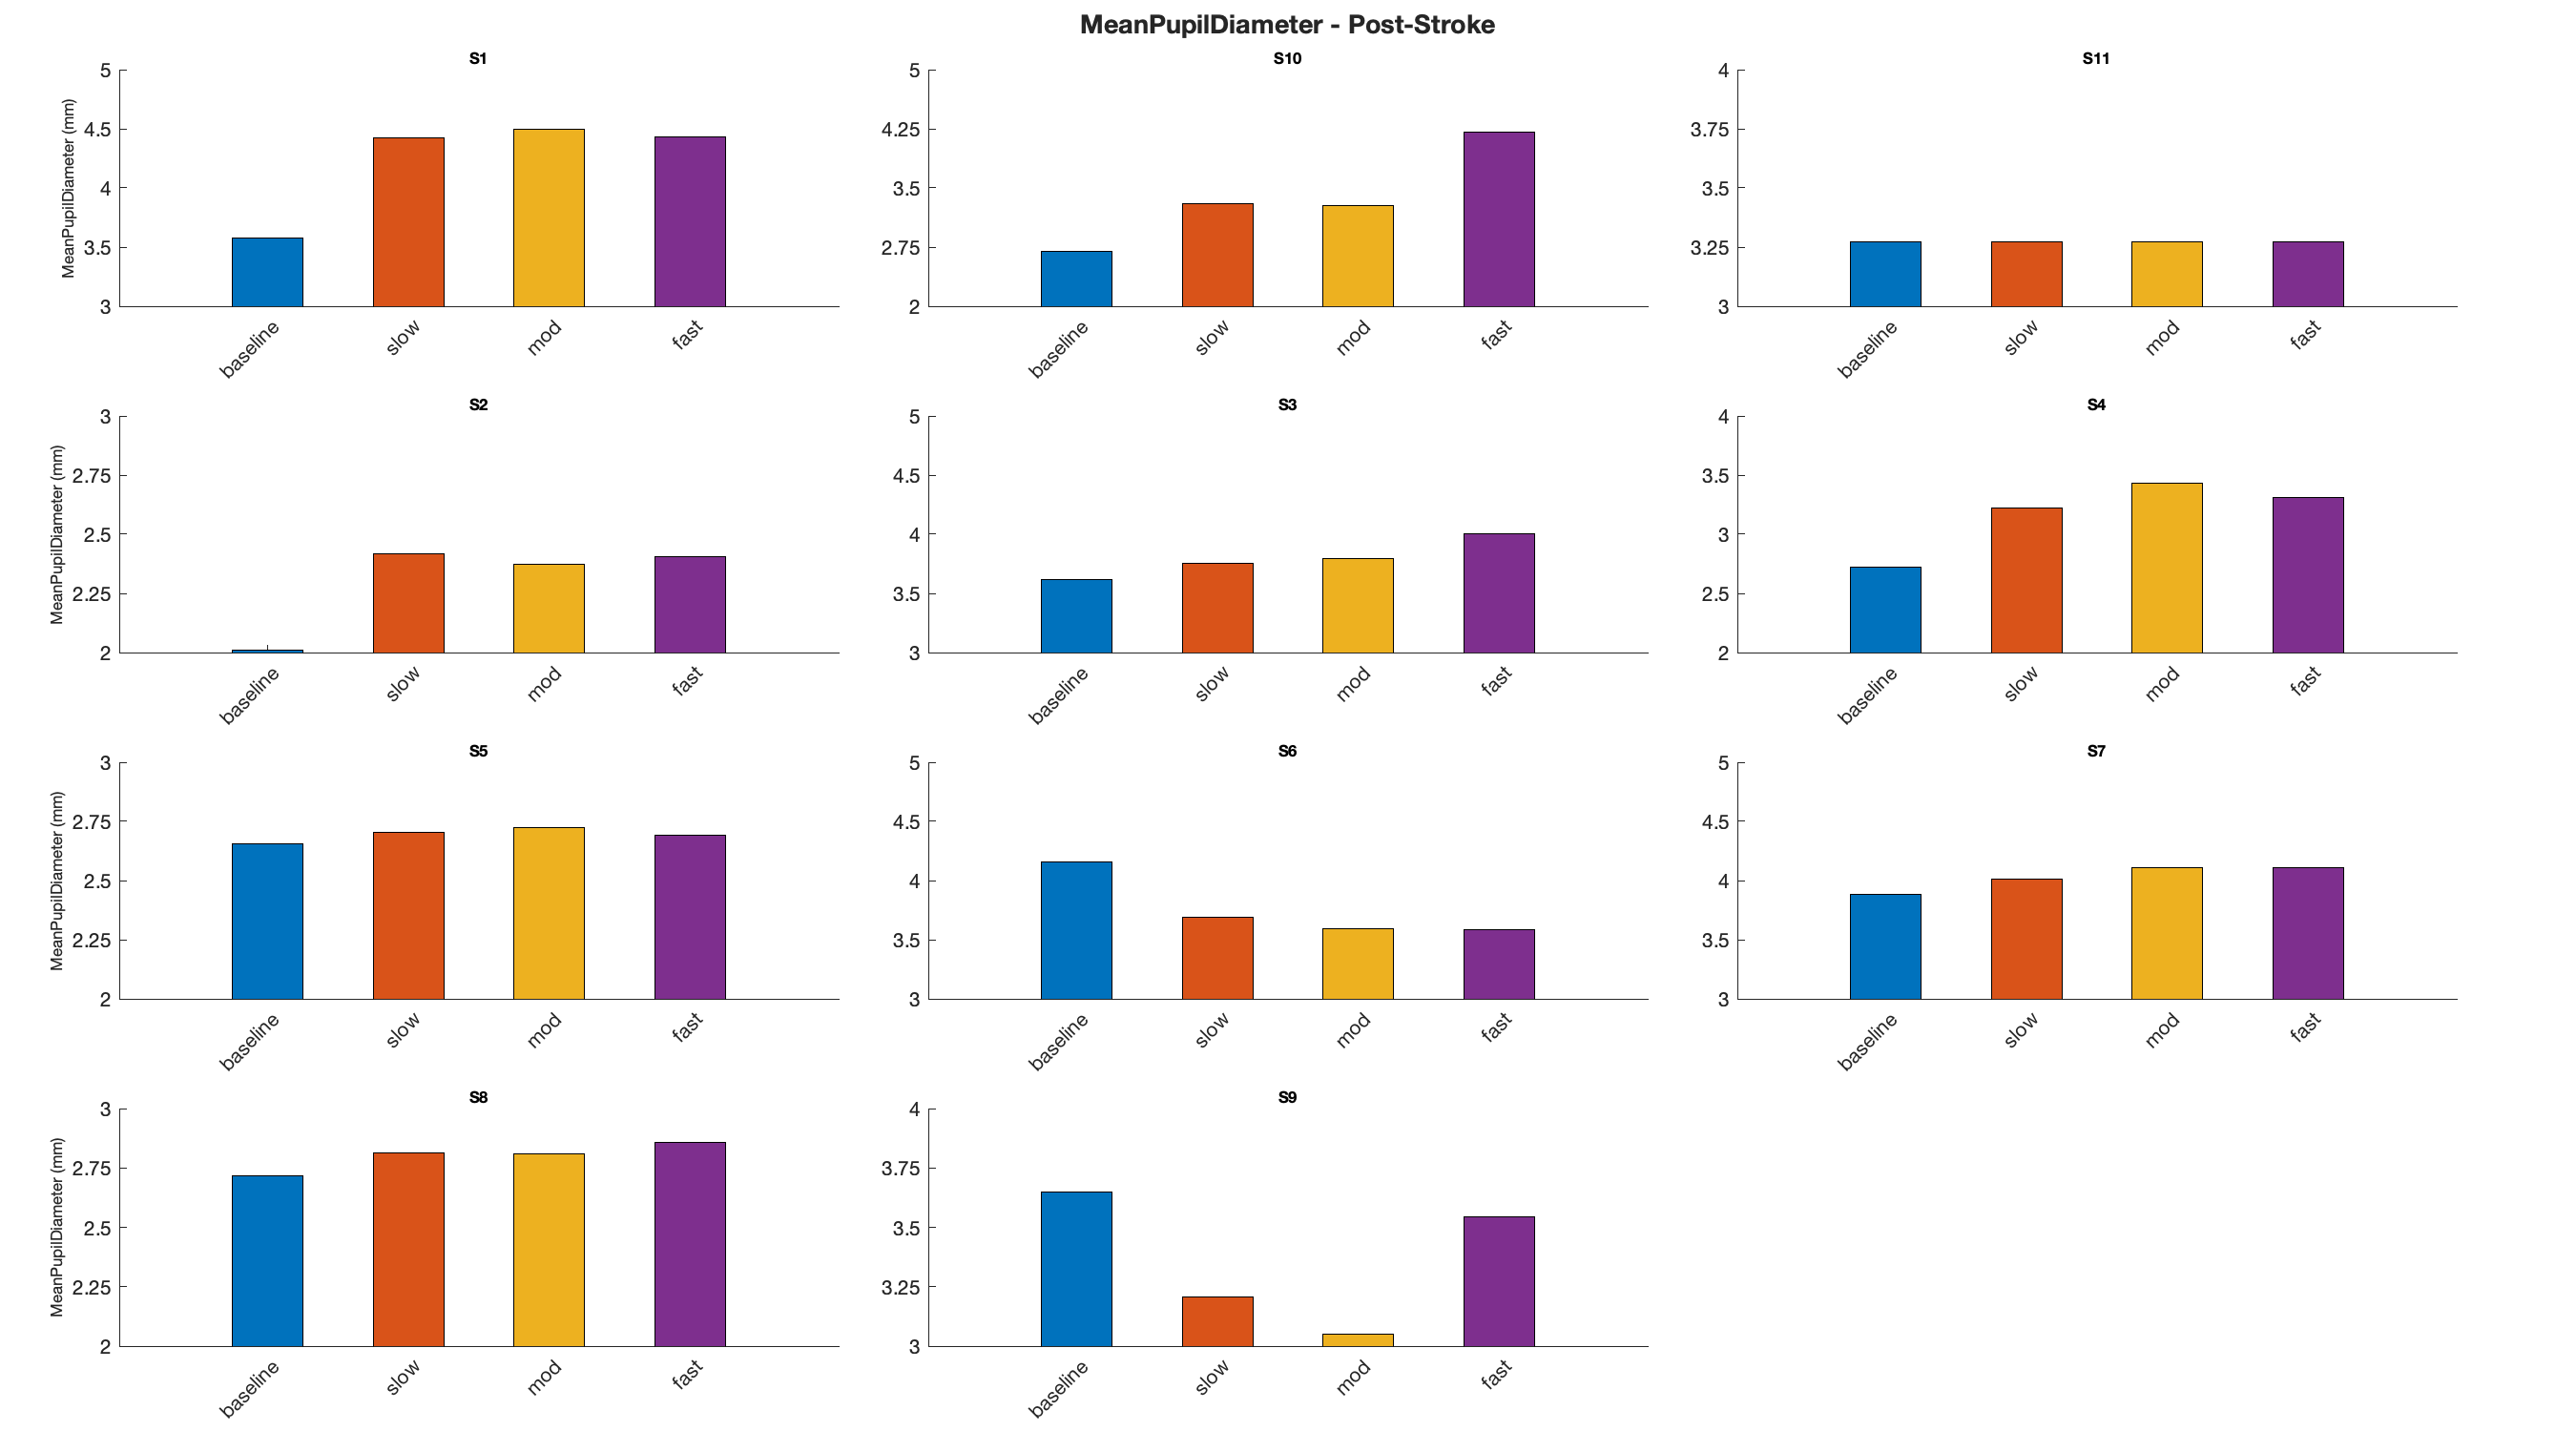 MeanPupilDiameter - Post-Stroke
S1
MeanPupilDiameter (mm)
5
4.5
4
3.5
3
baseline
slow
mod
fast
S10
5
4.25
3.5
2.75
2
baseline
slow
mod
fast
S11
4
3.75
3.5
3.25
3
baseline
slow
mod
fast
S2
MeanPupilDiameter (mm)
3
2.75
2.5
2.25
2
baseline
slow
mod
fast
S3
5
4.5
4
3.5
3
baseline
slow
mod
fast
S4
4
3.5
3
2.5
2
baseline
slow
mod
fast
S5
MeanPupilDiameter (mm)
3
2.75
2.5
2.25
2
baseline
slow
mod
fast
S6
5
4.5
4
3.5
3
baseline
slow
mod
fast
S7
5
4.5
4
3.5
3
baseline
slow
mod
fast
S8
MeanPupilDiameter (mm)
3
2.75
2.5
2.25
2
baseline
slow
mod
fast
S9
4
3.75
3.5
3.25
3
baseline
slow
mod
fast